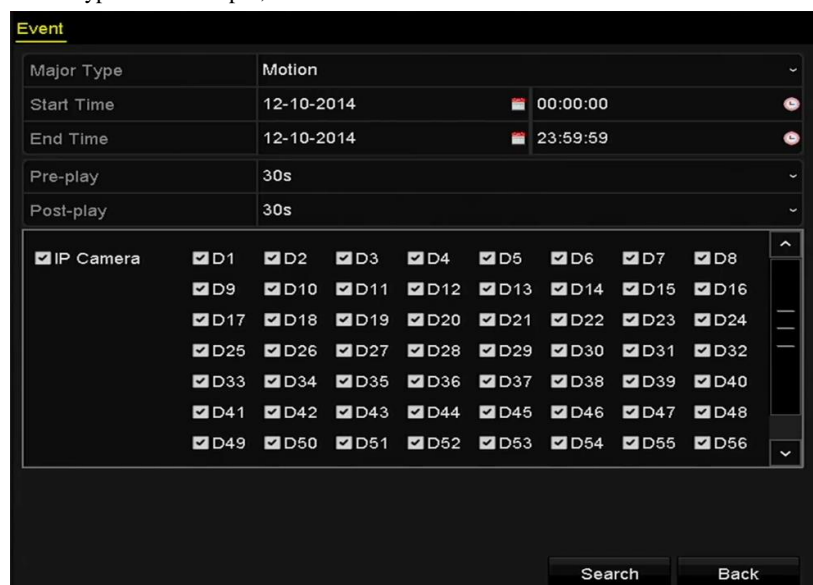 Event
Major Type Motion
Start Time 12-10-2014 00:00:00
End Time 12-10-2014 23:59:59
Pre-play 30s
Post-play 30s
IP Camera D1 D2 D3 D4 D5 D6 D7 D8
D9 D10 D11 D12 D13 D14 D15 D16
D17 D18 D19 D20 D21 D22 D23 D24
D25 D26 D27 D28 D29 D30 D31 D32
D33 D34 D35 D36 D37 D38 D39 D40
D41 D42 D43 D44 D45 D46 D47 D48
D49 D50 D51 D52 D53 D54 D55 D56
Search Back